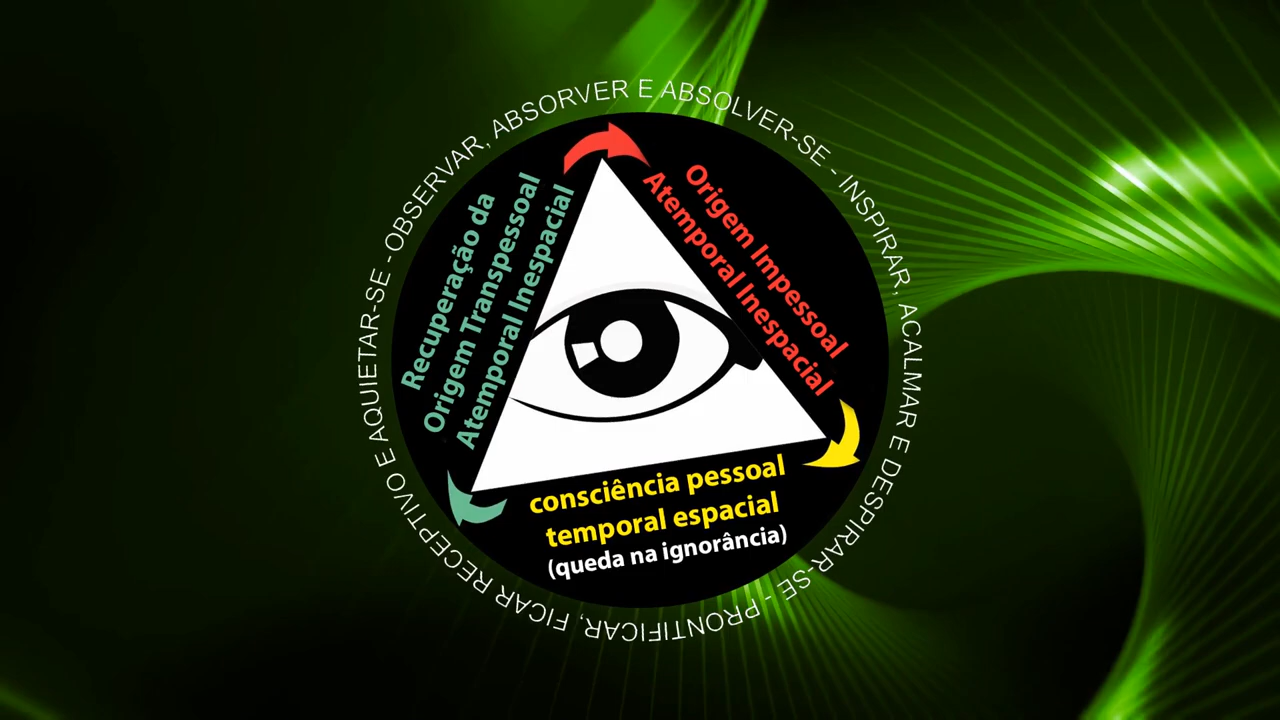 OBSERVAR, ABSORVER E ABSOLVER-SE - INSPIRAR, ACALMAR E DESPIRAR-SE - PRONTIFICAR, FICAR RECEPTIVO E AQUIETAR-SE -
Recuperação da
Origem Transpessoal
Atemporal Inespacial
Origem Impessoal
Atemporal Inespacial
consciência pessoal
temporal espacial
(queda na ignorância)